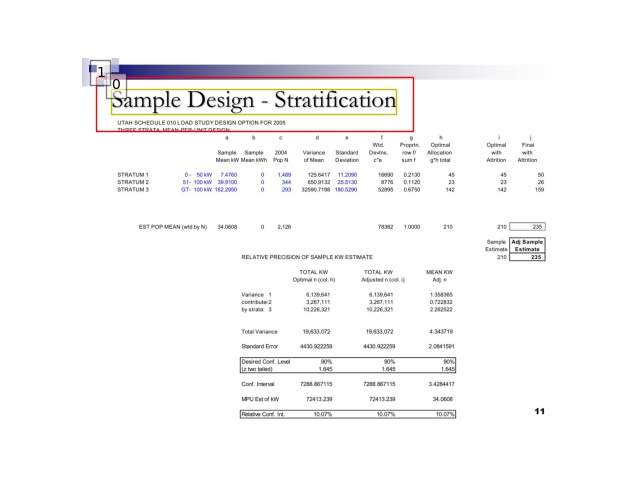 1
0
Sample Design - Stratification
UTAH SCHEDULE 010 LOAD STUDY DESIGN OPTION FOR 2005
THREE STRATA, MEAN-PER-UNIT DESIGN
a b c d e f g h i j
Wtd. Proprtn. Optimal Optimal Final
Sample Sample 2004 Variance Standard Devtns. row f/ Allocation with with
Mean kW Mean kWh Pop N of Mean Deviation c*e sum f g*h total Attrition Attrition
STRATUM 1 0 - 50 kW 7.4760 0 1,489 125.6417 11.2090 16690 0.2130 45 45 50
STRATUM 2 51- 100 kW 39.9100 0 344 650.9132 25.5130 8776 0.1120 23 23 26
STRATUM 3 GT- 100 kW 162.2950 0 293 32590.7198 180.5290 52895 0.6750 142 142 159
EST POP MEAN (wtd by N) 34.0608 0 2,126 78362 1.0000 210 210 235
Sample Adj Sample
Estimate Estimate
RELATIVE PRECISION OF SAMPLE KW ESTIMATE 210 235
TOTAL KW TOTAL KW MEAN KW
Optimal n (col. h) Adjusted n (col. i) Adj. n
Variance 1 6,139,641 6,139,641 1.358365
contribute 2 3,267,111 3,267,111 0.722832
by strata: 3 10,226,321 10,226,321 2.262522
Total Variance 19,633,072 19,633,072 4.343719
Standard Error 4430.922259 4430.922259 2.0841591
Desired Conf. Level 90% 90% 90%
(z two tailed) 1.645 1.645 1.645
Conf. Interval 7288.867115 7288.867115 3.4284417
MPU Est of kW 72413.239 72413.239 34.0608
Relative Conf. Int. 10.07% 10.07% 10.07%
11